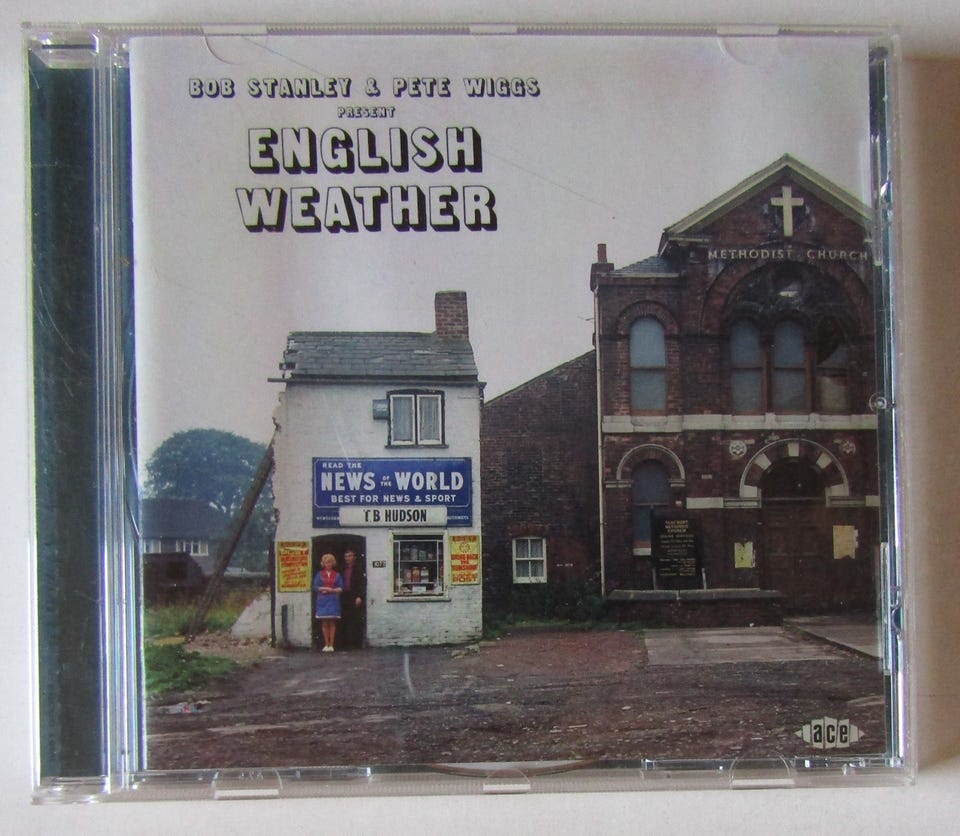 BOB STANLEY & PETE WIGGS
PRESENT
ENGLISH
WEATHER
METHODIST CHURCH
READ THE
NEWS OF THE WORLD
BEST FOR NEWS & SPORT
T B HUDSON
POST
ace